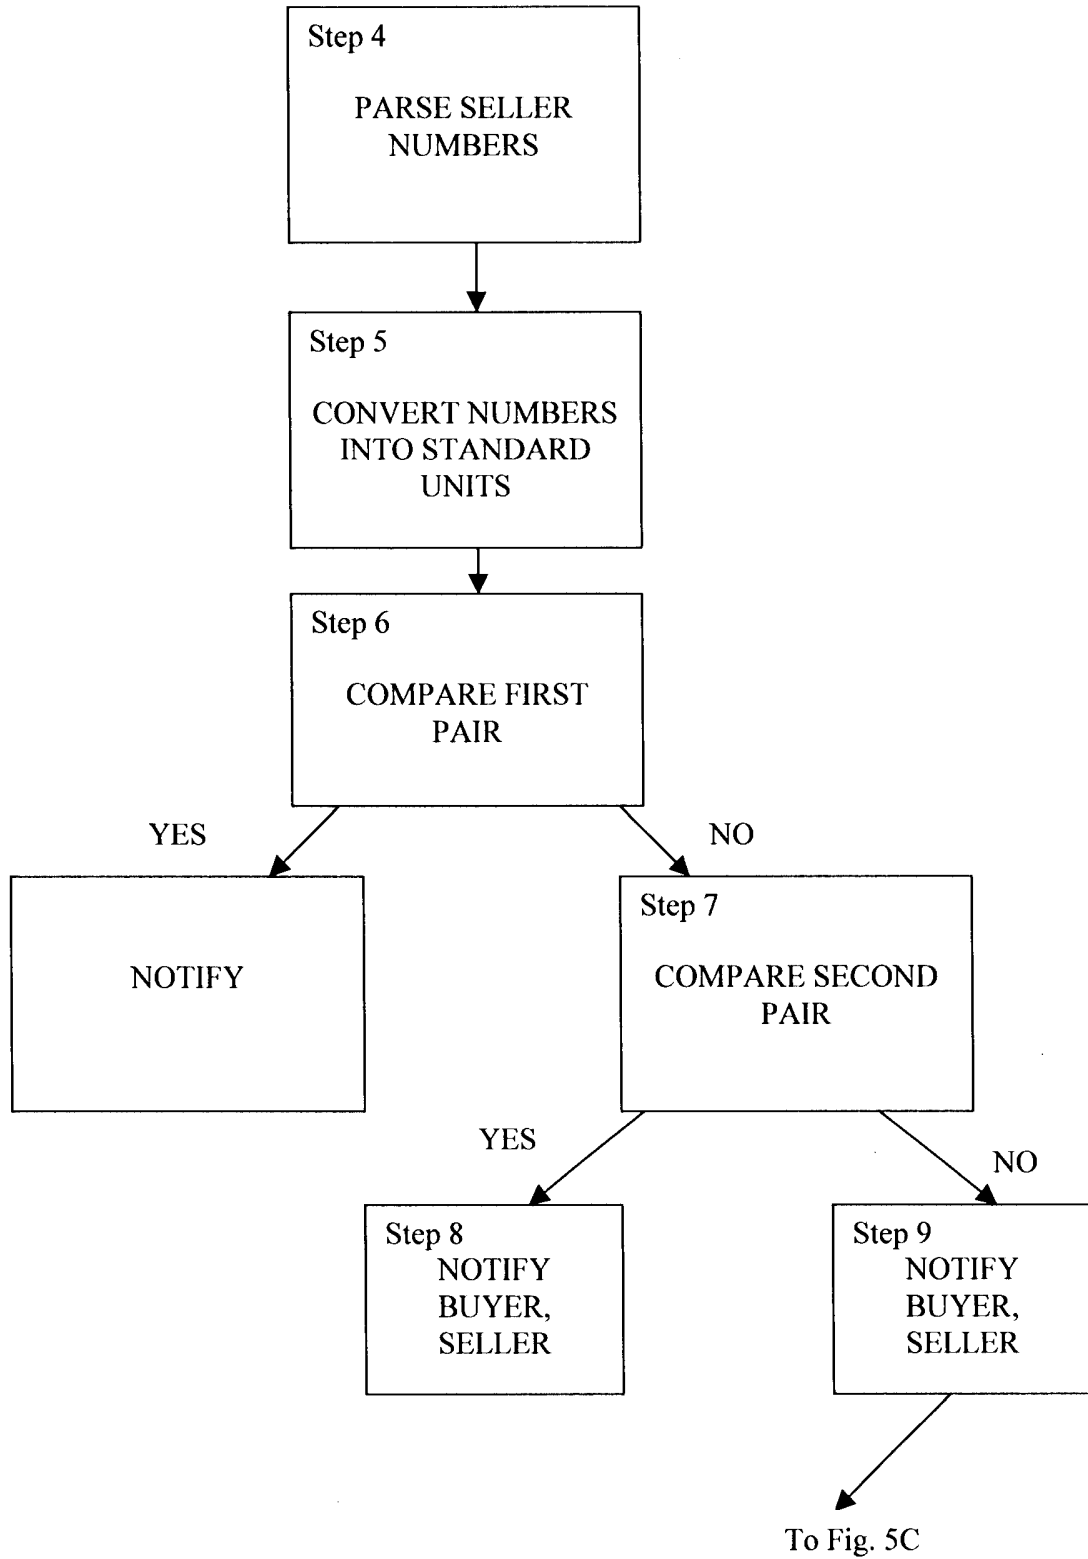 Step 4
PARSE SELLER
NUMBERS
Step 5
CONVERT NUMBERS
INTO STANDARD
UNITS
Step 6
COMPARE FIRST
PAIR
YES
NO
NOTIFY
Step 7
COMPARE SECOND
PAIR
YES
NO
Step 8
NOTIFY
BUYER,
SELLER
Step 9
NOTIFY
BUYER,
SELLER
To Fig. 5C